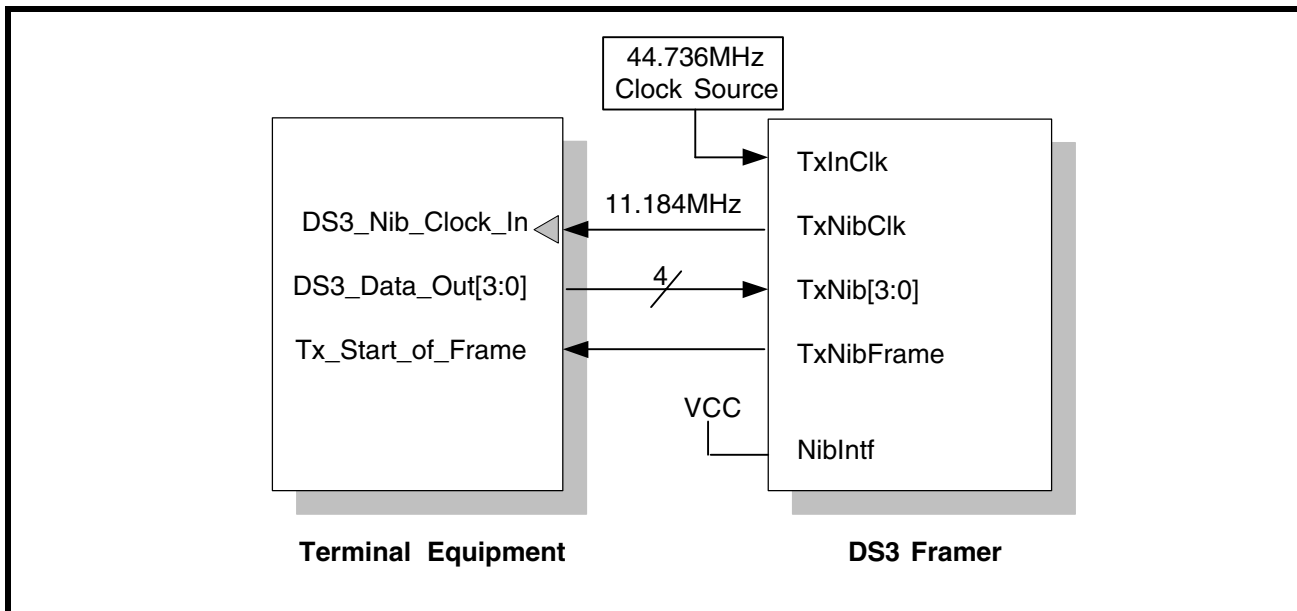 44.736MHz
Clock Source
TxInClk
11.184MHz
DS3_Nib_Clock_In
TxNibClk
DS3_Data_Out[3:0]
4
TxNib[3:0]
Tx_Start_of_Frame
TxNibFrame
VCC
NibIntf
Terminal Equipment
DS3 Framer